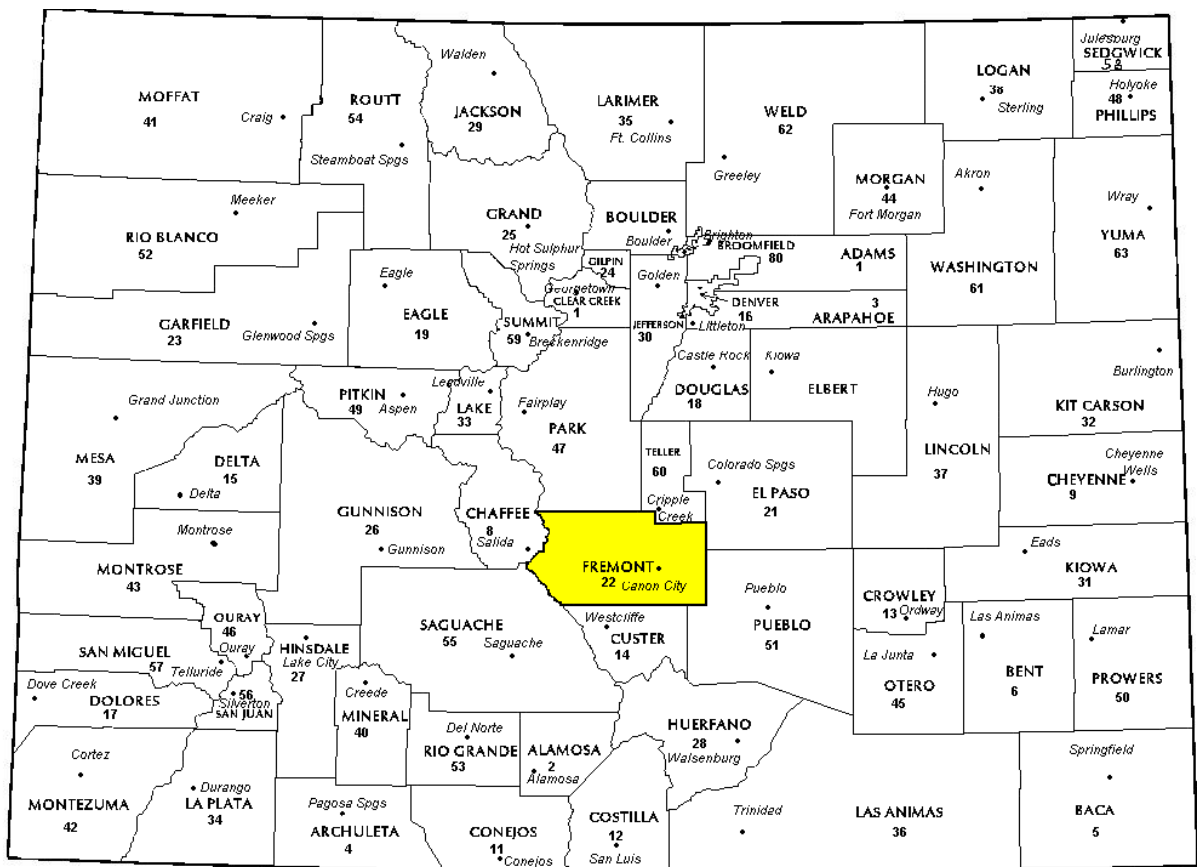 Julesburg
SEDGWICK
58
Holyoke
48
PHILLIPS
LOGAN
38
Sterling
Walden
JACKSON
29
MOFFAT
41
Craig
ROUTT
54
Steamboat Spgs
LARIMER
35
Ft. Collins
WELD
62
Greeley
MORGAN
44
Fort Morgan
Akron
WASHINGTON
61
Wray
YUMA
63
Meeker
RIO BLANCO
52
GRAND
25
Hot Sulphur
Springs
BOULDER
Boulder
Brighton
BROOMFIELD
80
ADAMS
1
GILPIN
24
Golden
Georgetown
CLEAR CREEK
1
DENVER
16
3
ARAPAHOE
Littleton
JEFFERSON
30
Eagle
EAGLE
19
SUMMIT
59
Breckenridge
GARFIELD
23
Glenwood Spgs
Castle Rock
DOUGLAS
18
Kiowa
ELBERT
Burlington
KIT CARSON
32
Hugo
LINCOLN
37
Leadville
LAKE
33
PITKIN
49
Aspen
Fairplay
PARK
47
Grand Junction
MESA
39
DELTA
15
Delta
TELLER
60
Cripple
Creek
Colorado Spgs
EL PASO
21
Cheyenne
Wells
CHEYENNE
9
GUNNISON
26
Gunnison
CHAFFEE
8
Salida
Montrose
MONTROSE
43
FREMONT
22
Canon City
Eads
KIOWA
31
CROWLEY
13
Ordway
Pueblo
PUEBLO
51
Westcliffe
CUSTER
14
SAGUACHE
55
Saguache
OURAY
46
Ouray
HINSDALE
Lake City
27
SAN MIGUEL
57
Telluride
Las Animas
BENT
6
Lamar
PROWERS
50
La Junta
OTERO
45
Dove Creek
DOLORES
17
56
Silverton
SAN JUAN
Creede
MINERAL
40
Del Norte
RIO GRANDE
53
ALAMOSA
2
Alamosa
HUERFANO
28
Walsenburg
Cortez
MONTEZUMA
42
Durango
LA PLATA
34
Pagosa Spgs
ARCHULETA
4
CONEJOS
11
Conejos
COSTILLA
12
San Luis
Trinidad
LAS ANIMAS
36
Springfield
BACA
5